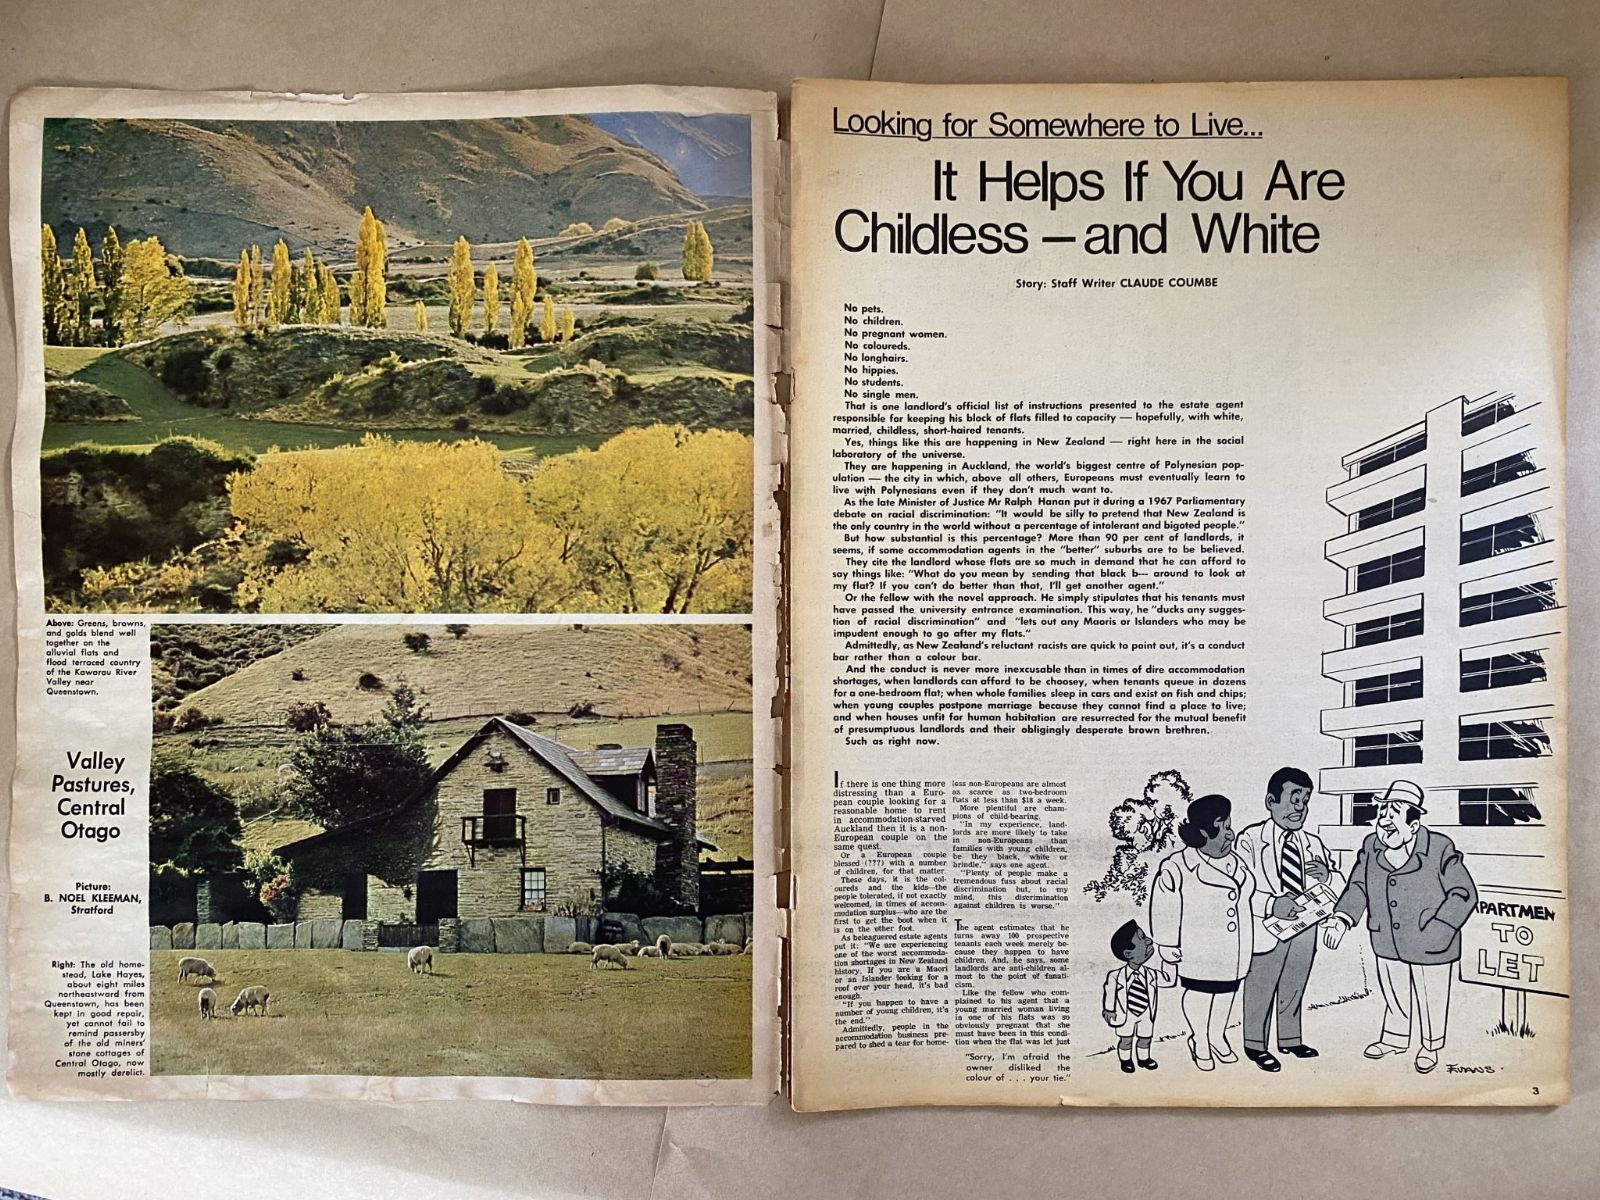 Above: Greens, browns,
and golds blend well
together on the
alluvial flats and
flood terraced country
of the Kawarau River
Valley near
Queenstown.
Valley
Pastures,
Central
Otago
Picture:
B. NOEL KLEEMAN,
Stratford
Right: The old home-
stead, Lake Hayes,
about eight miles
northeastward from
Queenstown, has been
kept in good repair,
yet cannot fail to
remind passersby
of the old miners'
stone cottages of
Central Otago, now
mostly derelict.
Looking for Somewhere to Live...
It Helps If You Are
Childless – and White
Story: Staff Writer CLAUDE COUMBE
No pets.
No children.
No pregnant women.
No coloureds.
No longhairs.
No hippies.
No students.
No single men.
That is one landlord's official list of instructions presented to the estate agent
responsible for keeping his block of flats filled to capacity — hopefully, with white,
married, childless, short-haired tenants.
Yes, things like this are happening in New Zealand — right here in the social
laboratory of the universe.
They are happening in Auckland, the world's biggest centre of Polynesian pop-
ulation — the city in which, above all others, Europeans must eventually learn to
live with Polynesians even if they don't much want to.
As the late Minister of Justice Mr Ralph Hanan put it during a 1967 Parliamentary
debate on racial discrimination: "It would be silly to pretend that New Zealand is
the only country in the world without a percentage of intolerant and bigoted people."
But how substantial is this percentage? More than 90 per cent of landlords, it
seems, if some accommodation agents in the "better" suburbs are to be believed.
They cite the landlord whose flats are so much in demand that he can afford to
say things like: "What do you mean by sending that black b— around to look at
my flat? If you can't do better than that, I'll get another agent."
Or the fellow with the novel approach. He simply stipulates that his tenants must
have passed the university entrance examination. This way, he "ducks any sugges-
tion of racial discrimination" and "lets out any Maoris or Islanders who may be
impudent enough to go after my flats."
Admittedly, as New Zealand's reluctant racists are quick to point out, it's a conduct
bar rather than a colour bar.
And the conduct is never more inexcusable than in times of dire accommodation
shortages, when landlords can afford to be choosey, when tenants queue in dozens
for a one-bedroom flat; when whole families sleep in cars and exist on fish and chips;
when young couples postpone marriage because they cannot find a place to live;
and when houses unfit for human habitation are resurrected for the mutual benefit
of presumptuous landlords and their obligingly desperate brown brethren.
Such as right now.
If there is one thing more
distressing than a Euro-
pean couple looking for a
reasonable home to rent
in accommodation-starved
Auckland then it is a non-
European couple on the
same quest.
Or a European couple
blessed (???) with a number
of children, for that matter.
These days, it is the col-
oureds and the kids—the
people tolerated, if not exactly
welcomed, in times of accom-
modation surplus—who are the
first to get the boot when it
is on the other foot.
As beleaguered estate agents
put it: "We are experiencing
one of the worst accommoda-
tion shortages in New Zealand
history. If you are a Maori
or an Islander looking for a
roof over your head, it's bad
enough.
"If you happen to have a
number of young children, it's
the end."
Admittedly, people in the
accommodation business pre-
pared to shed a tear for home-
less non-Europeans are almost
as scarce as two-bedroom
flats at less than $18 a week.
More plentiful are cham-
pions of child-bearing.
"In my experience, land-
lords are more likely to take
in non-Europeans than
families with young children,
be they black, white or
brindle," says one agent.
"Plenty of people make a
tremendous fuss about racial
discrimination but, to my
mind, this discrimination
against children is worse."
The agent estimates that he
turns away 100 prospective
tenants each week merely be-
cause they happen to have
children. And, he says, some
landlords are anti-children al-
most to the point of fanati-
cism.
Like the fellow who com-
plained to his agent that a
young married woman living
in one of his flats was so
obviously pregnant that she
must have been in this condi-
tion when the flat was let just
"Sorry, I'm afraid the
owner disliked the
colour of . . . your tie."
PARTMEN
TO
LET
EVANS
3